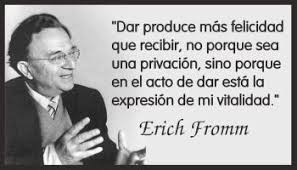 "Dar produce más felicidad
que recibir, no porque sea
una privación, sino porque
en el acto de dar está la
expresión de mi vitalidad."
Erich Fromm